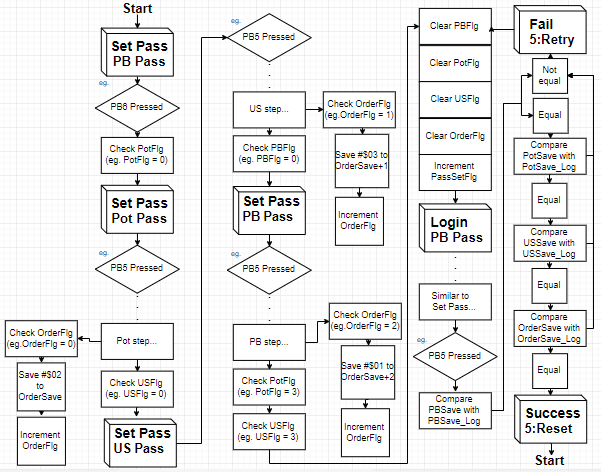 Start
Set Pass
PB Pass
eg.
PB6 Pressed
Check PotFlg
(eg. PotFlg = 0)
Set Pass
Pot Pass
PB5 Pressed
Pot step...
Check OrderFlg
(eg.OrderFlg = 0)
Save #$02
to
OrderSave
Increment
OrderFlg
Check USFlg
(eg. USFlg = 0)
Set Pass
US Pass
eg.
PB5 Pressed
US step...
Check OrderFlg
(eg.OrderFlg = 1)
Save #$03 to
OrderSave+1
Increment
OrderFlg
Check PBFlg
(eg. PBFlg = 0)
Set Pass
PB Pass
eg.
PB5 Pressed
PB step...
Check OrderFlg
(eg.OrderFlg = 2)
Save #$01 to
OrderSave+2
Increment
OrderFlg
Check PotFlg
(eg. PotFlg = 3)
Check USFlg
(eg. USFlg = 3)
Clear PBFlg
Clear PotFlg
Clear USFlg
Clear OrderFlg
Increment
PassSetFlg
Login
PB Pass
Similar to
Set Pass...
eg.
PB5 Pressed
Compare
PBSave with
PBSave_Log
Fail
5:Retry
Not
equal
Equal
Compare
PotSave with
PotSave_Log
Equal
Compare
USSave with
USSave_Log
Equal
Compare
OrderSave with
OrderSave_Log
Equal
Success
5:Reset
Start